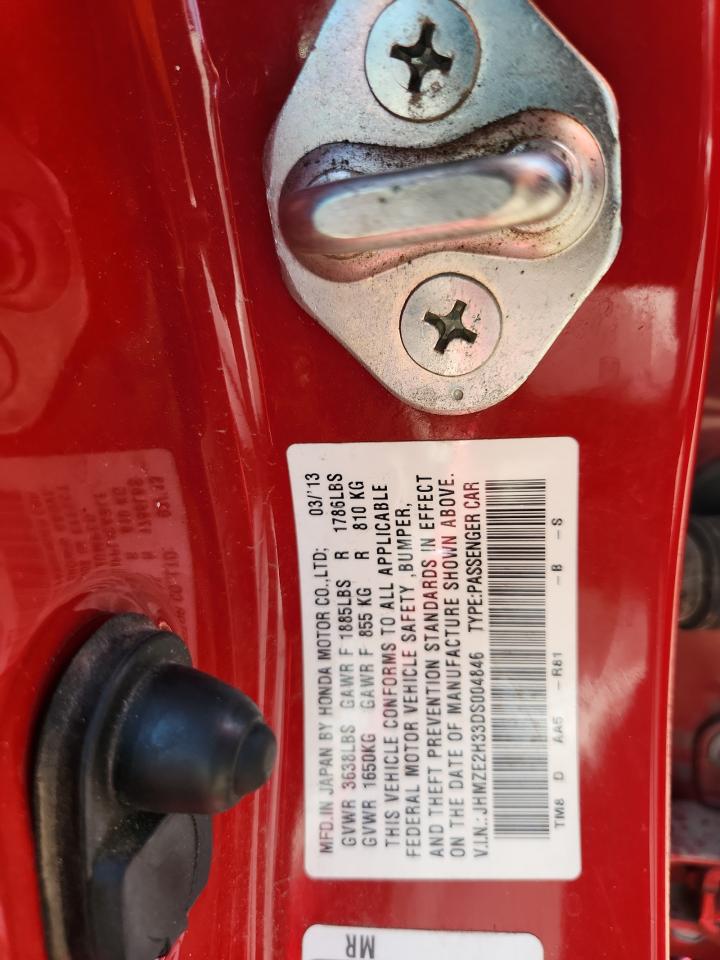 MFD.IN JAPAN BY HONDA MOTOR CO.,LTD; 03/'13
GVWR 3638LBS GAWR F 1885LBS R 1786LBS
GVWR 1650KG GAWR F 855 KG R 810 KG
THIS VEHICLE CONFORMS TO ALL APPLICABLE
FEDERAL MOTOR VEHICLE SAFETY ,BUMPER,
AND THEFT PREVENTION STANDARDS IN EFFECT
ON THE DATE OF MANUFACTURE SHOWN ABOVE.
V.I.N.: JHMZE2H33DS004846 TYPE:PASSENGER CAR
TM8 D AA5 – R81 – B – S
MR